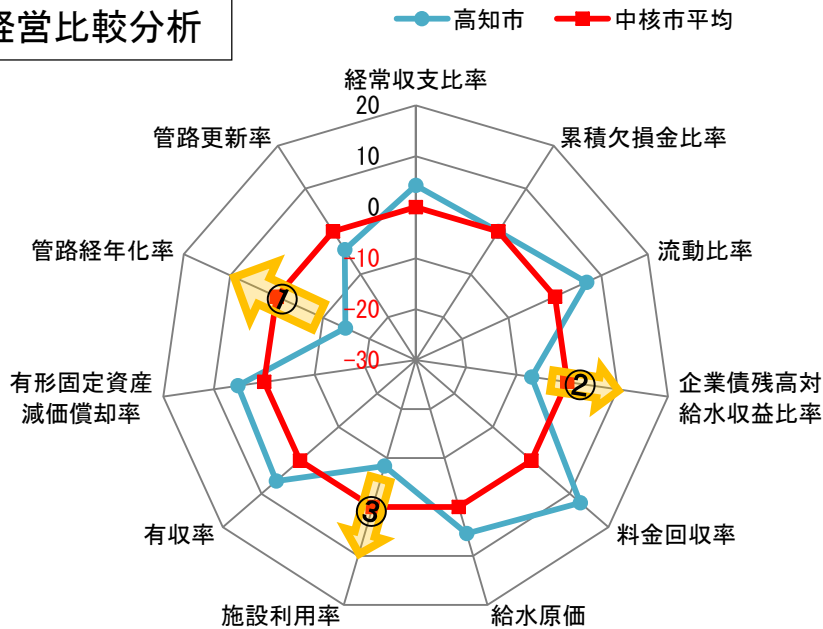 経営比較分析
高知市
中核市平均
経常収支比率
20
累積欠損金比率
管路更新率
10
0
流動比率
管路経年化率
-10
①
-20
-30
有形固定資産
減価償却率
②
企業債残高対
給水収益比率
③
有収率
料金回収率
施設利用率
給水原価